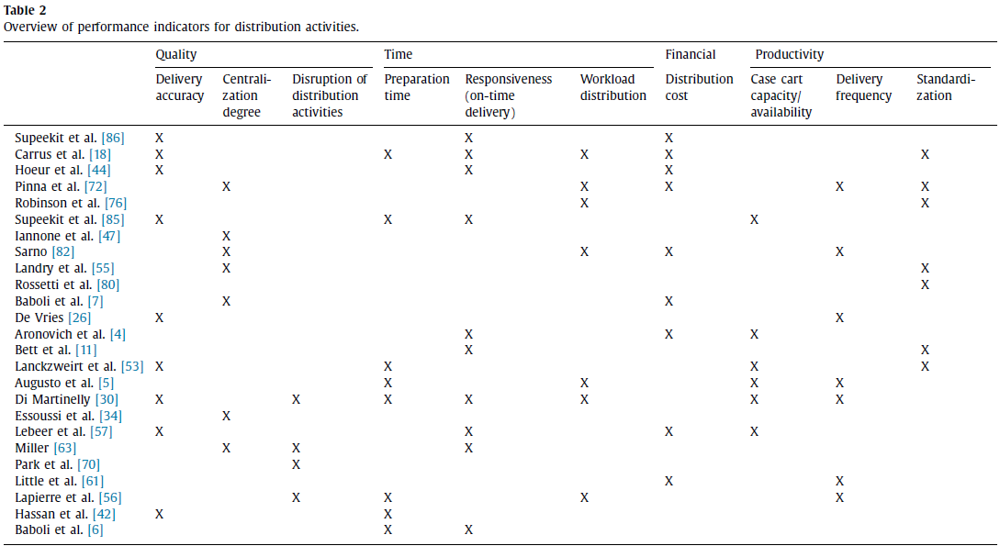 Table 2
Overview of performance indicators for distribution activities.
Quality Time Financial Productivity
Delivery Centrali- Disruption of Preparation Responsiveness Workload Distribution Case cart Delivery Standardi-
accuracy zation distribution time (on-time distribution cost capacity/ frequency zation
degree activities delivery) availability
Supeekit et al. [86] X X X
Carrus et al. [18] X X X X X X
Hoeur et al. [44] X X X
Pinna et al. [72] X X X X X
Robinson et al. [76] X X
Supeekit et al. [85] X X X X
Iannone et al. [47] X
Sarno [82] X X X X
Landry et al. [55] X X
Rossetti et al. [80] X
Baboli et al. [7] X X
De Vries [26] X X
Aronovich et al. [4] X X X
Bett et al. [11] X X
Lanckzweirt et al. [53] X X X X
Augusto et al. [5] X X X X
Di Martinelly [30] X X X X X X X
Essoussi et al. [34] X
Lebeer et al. [57] X X X X
Miller [63] X X X
Park et al. [70] X
Little et al. [61] X X
Lapierre et al. [56] X X X X
Hassan et al. [42] X X
Baboli et al. [6] X X